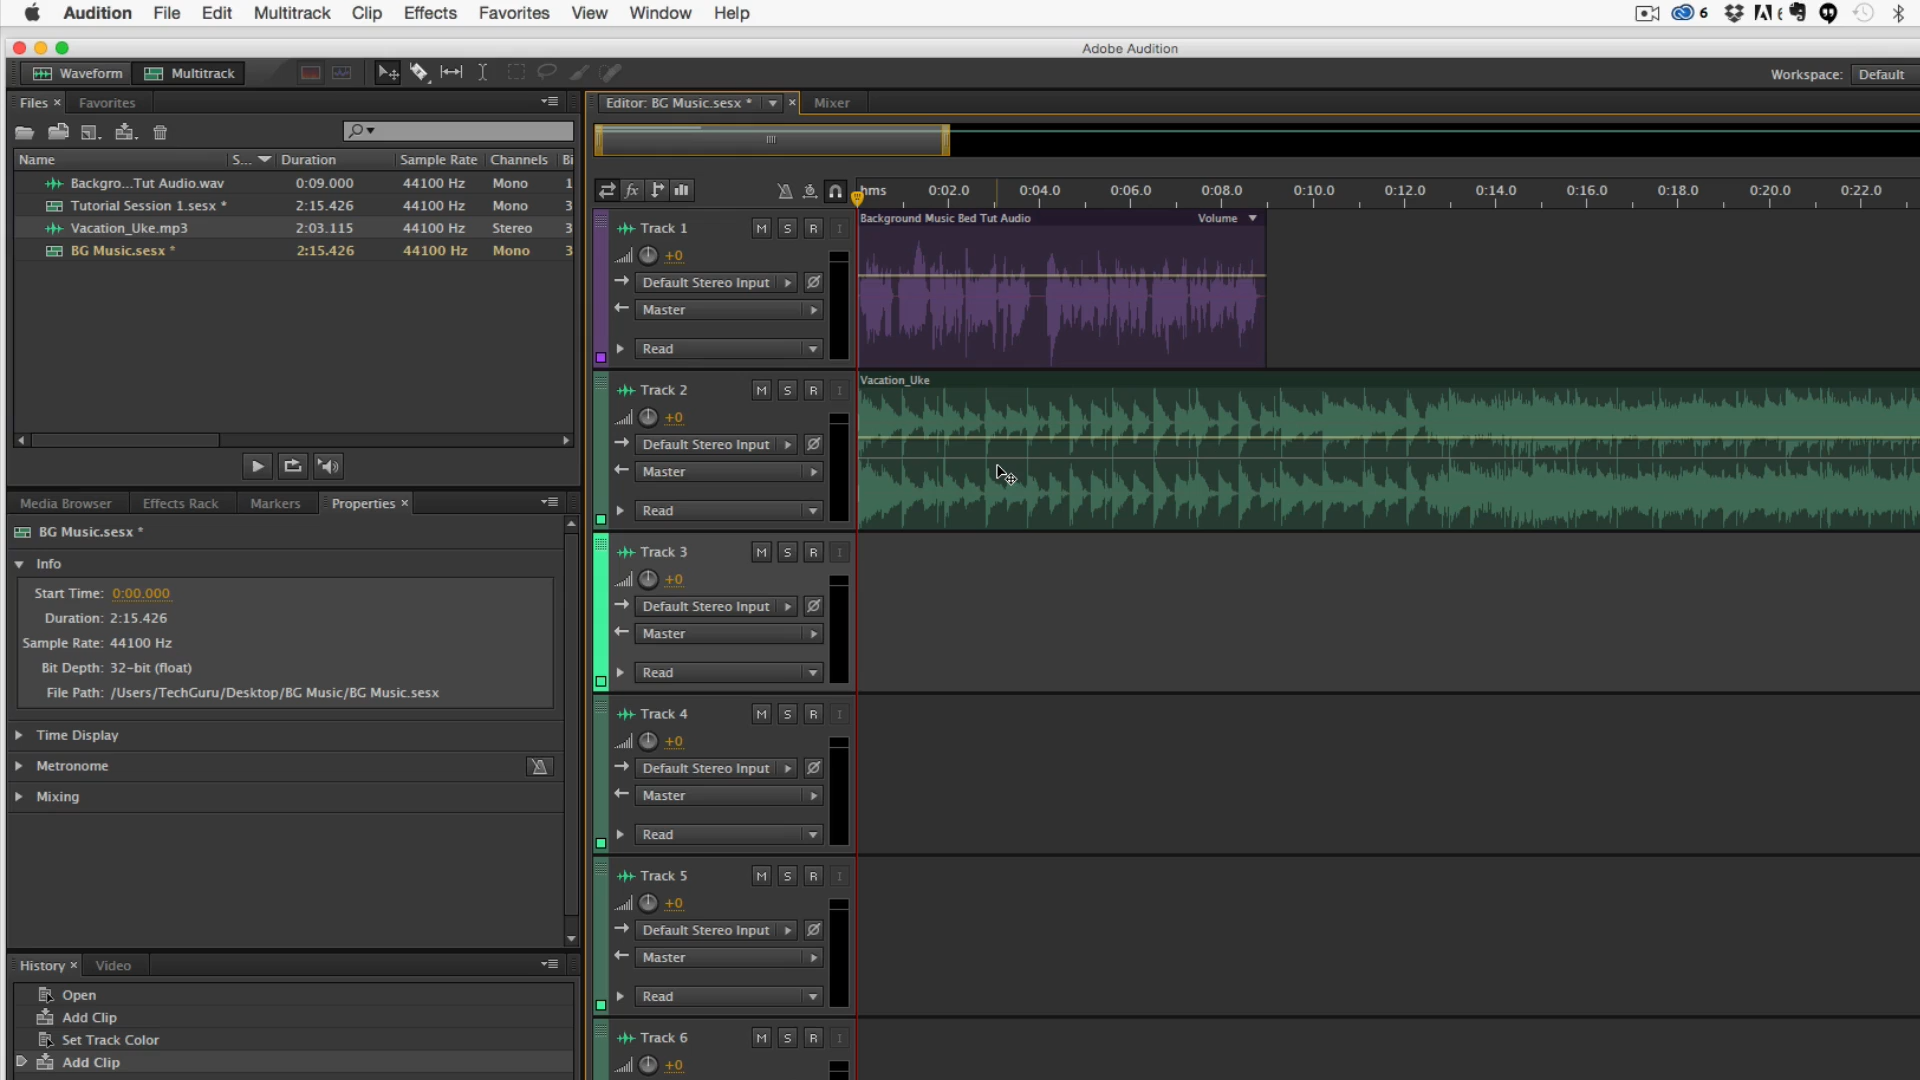 Audition File Edit Multitrack Clip Effects Favorites View Window Help 6
Adobe Audition
Waveform Multitrack Workspace: Default
Files × Favorites Editor: BG Music.sesx * × Mixer
Name S... Duration Sample Rate Channels Bi
Backgro...Tut Audio.wav 0:09.000 44100 Hz Mono 1
Tutorial Session 1.sesx * 2:15.426 44100 Hz Mono 3
Vacation_Uke.mp3 2:03.115 44100 Hz Stereo 3
BG Music.sesx * 2:15.426 44100 Hz Mono 3
fx hms 0:02.0 0:04.0 0:06.0 0:08.0 0:10.0 0:12.0 0:14.0 0:16.0 0:18.0 0:20.0 0:22.0
Track 1 M S R I
+0
Default Stereo Input
Master
Read
Background Music Bed Tut Audio Volume
Track 2 M S R I
+0
Default Stereo Input
Master
Read
Vacation_Uke
Track 3 M S R I
+0
Default Stereo Input
Master
Read
Track 4 M S R I
+0
Default Stereo Input
Master
Read
Track 5 M S R I
+0
Default Stereo Input
Master
Read
Track 6 M S R I
+0
Media Browser Effects Rack Markers Properties ×
BG Music.sesx *
Info
Start Time: 0:00.000
Duration: 2:15.426
Sample Rate: 44100 Hz
Bit Depth: 32-bit (float)
File Path: /Users/TechGuru/Desktop/BG Music/BG Music.sesx
Time Display
Metronome
Mixing
History × Video
Open
Add Clip
Set Track Color
Add Clip